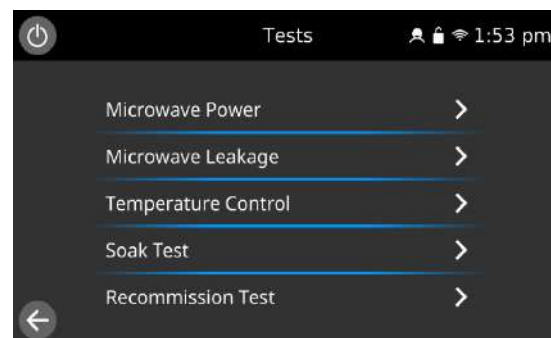 Tests 1:53 pm
Microwave Power
Microwave Leakage
Temperature Control
Soak Test
Recommission Test